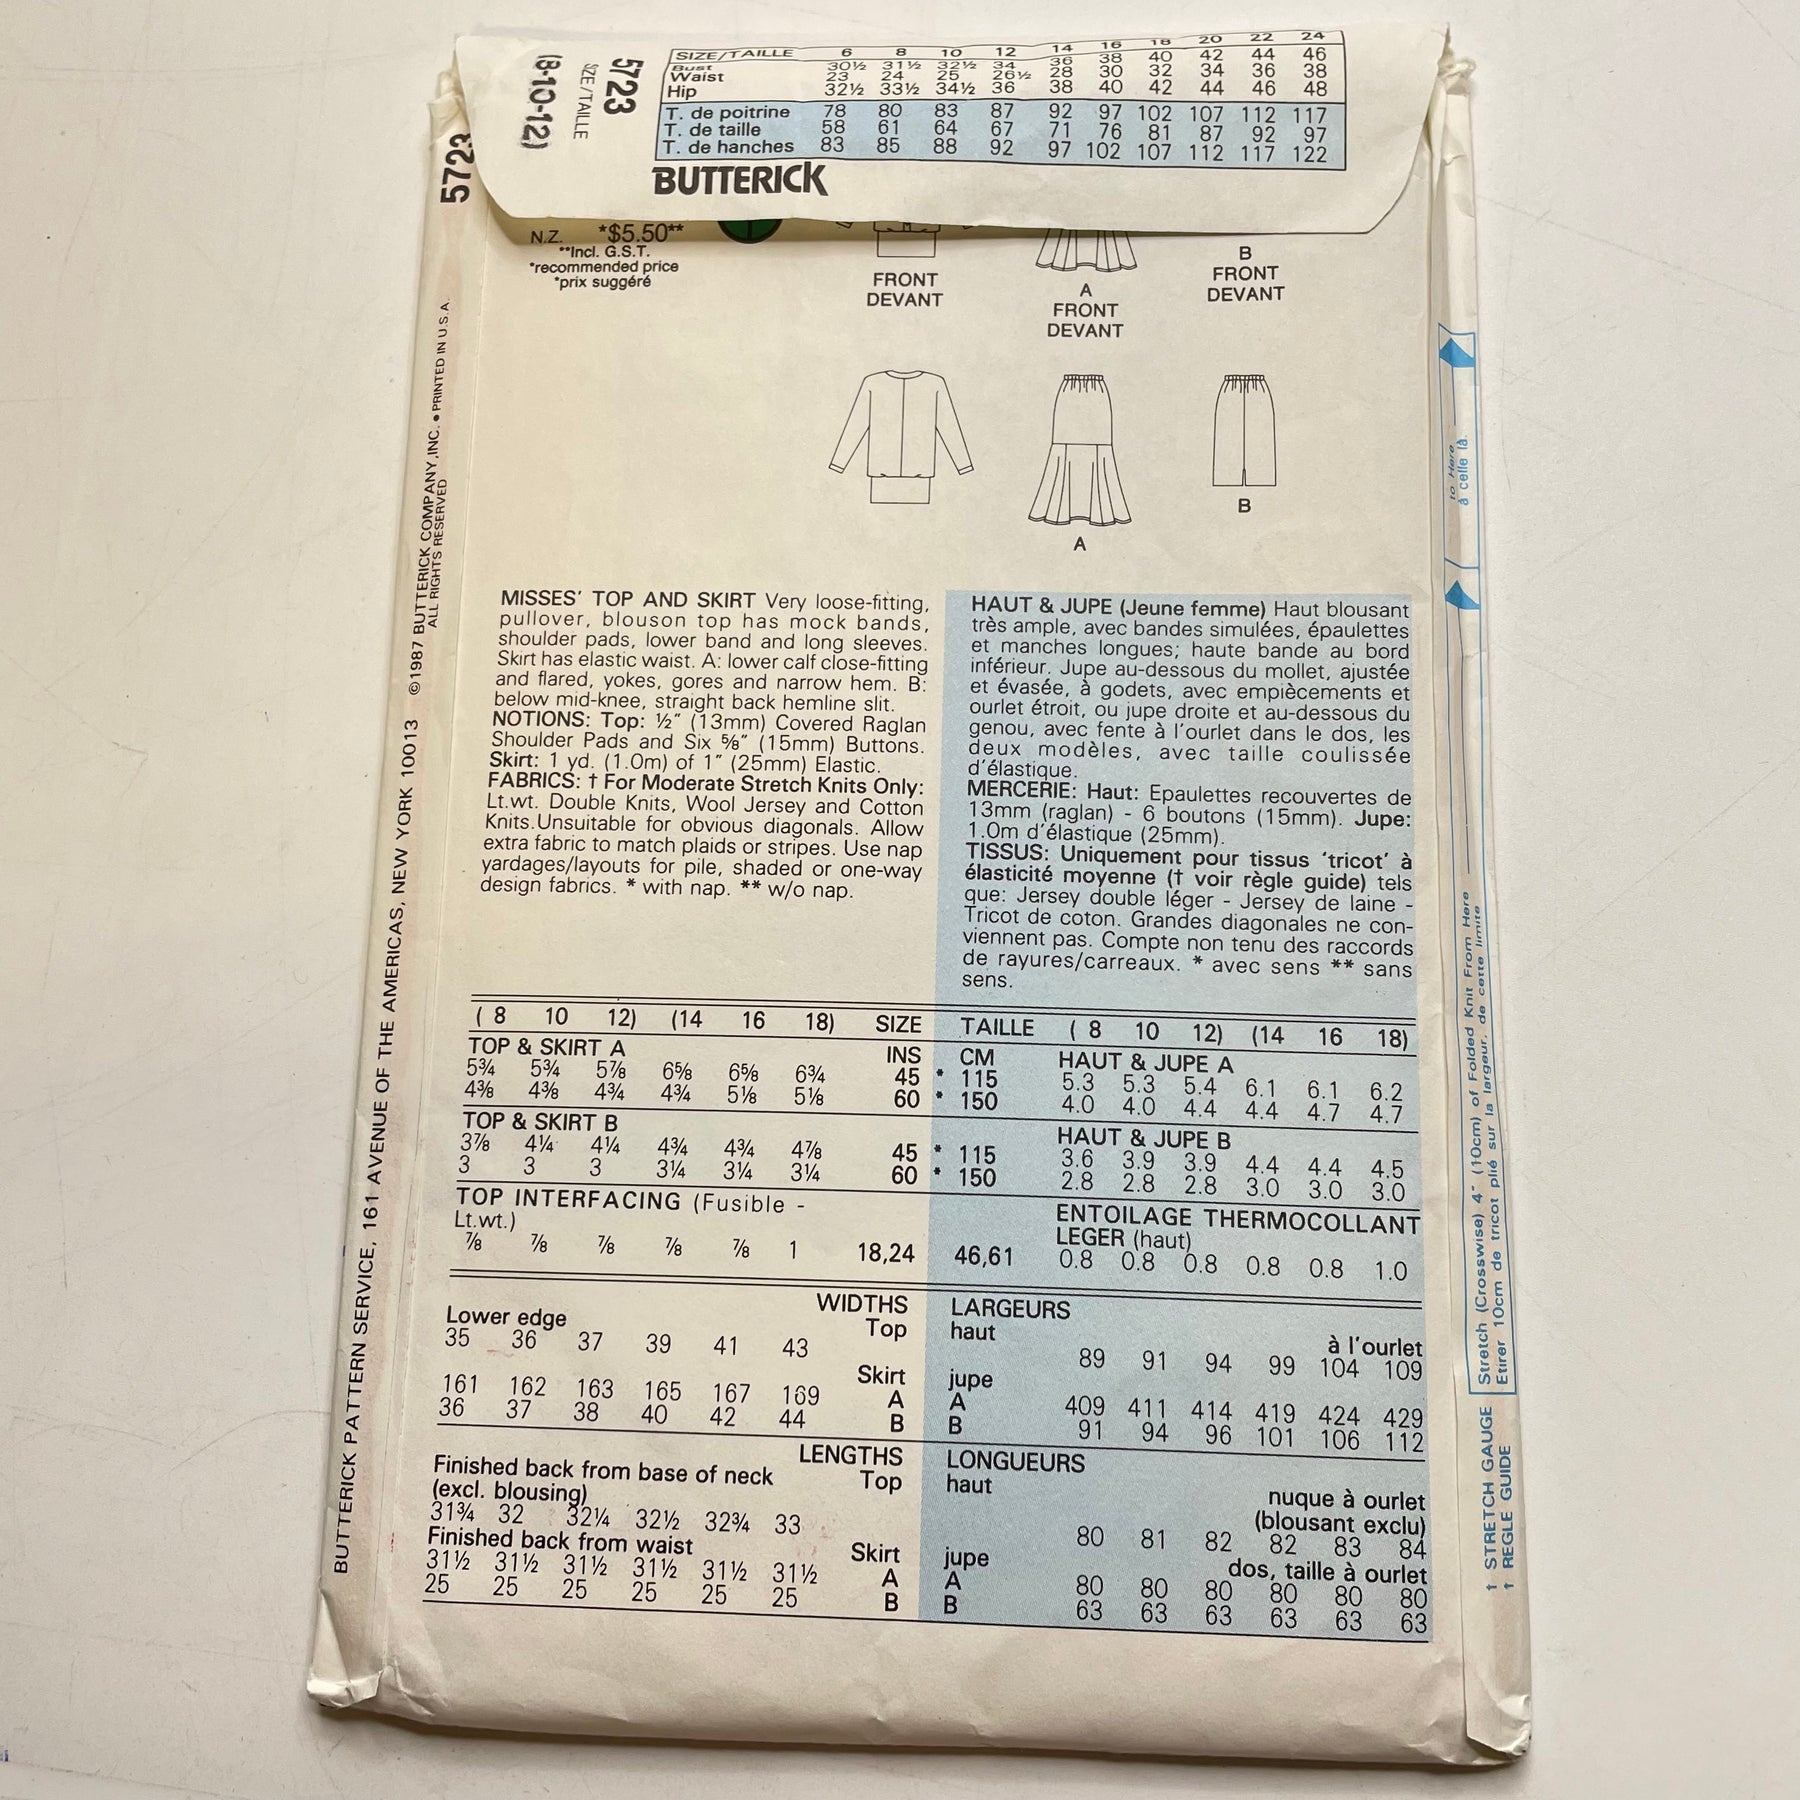 SIZE/TAILLE 6 8 10 12 14 16 18 20 22 24
Bust 30½ 31½ 32½ 34 36 38 40 42 44 46
Waist 23 24 25 26½ 28 30 32 34 36 38
Hip 32½ 33½ 34½ 36 38 40 42 44 46 48
T. de poitrine 78 80 83 87 92 97 102 107 112 117
T. de taille 58 61 64 67 71 76 81 87 92 97
T. de hanches 83 85 88 92 97 102 107 112 117 122
BUTTERICK
5723
SIZE/TAILLE
(8-10-12)
5723
N.Z. *$5.50**
**Incl. G.S.T.
*recommended price
*prix suggéré
FRONT
DEVANT
A
FRONT
DEVANT
B
FRONT
DEVANT
A
B
MISSES' TOP AND SKIRT Very loose-fitting,
pullover, blouson top has mock bands,
shoulder pads, lower band and long sleeves.
Skirt has elastic waist. A: lower calf close-fitting
and flared, yokes, gores and narrow hem. B:
below mid-knee, straight back hemline slit.
NOTIONS: Top: ½" (13mm) Covered Raglan
Shoulder Pads and Six ⅝" (15mm) Buttons.
Skirt: 1 yd. (1.0m) of 1" (25mm) Elastic.
FABRICS: † For Moderate Stretch Knits Only:
Lt.wt. Double Knits, Wool Jersey and Cotton
Knits.Unsuitable for obvious diagonals. Allow
extra fabric to match plaids or stripes. Use nap
yardages/layouts for pile, shaded or one-way
design fabrics. * with nap. ** w/o nap.
HAUT & JUPE (Jeune femme) Haut blousant
très ample, avec bandes simulées, épaulettes
et manches longues; haute bande au bord
inférieur. Jupe au-dessous du mollet, ajustée
et évasée, à godets, avec empiècements et
ourlet étroit, ou jupe droite et au-dessous du
genou, avec fente à l'ourlet dans le dos, les
deux modèles, avec taille coulissée
d'élastique.
MERCERIE: Haut: Epaulettes recouvertes de
13mm (raglan) - 6 boutons (15mm). Jupe:
1.0m d'élastique (25mm).
TISSUS: Uniquement pour tissus 'tricot' à
élasticité moyenne († voir règle guide) tels
que: Jersey double léger - Jersey de laine -
Tricot de coton. Grandes diagonales ne con-
viennent pas. Compte non tenu des raccords
de rayures/carreaux. * avec sens ** sans
sens.
( 8 10 12) (14 16 18) SIZE TAILLE ( 8 10 12) (14 16 18)
TOP & SKIRT A INS CM HAUT & JUPE A
5¾ 5¾ 5⅞ 6⅝ 6⅝ 6¾ 45 * 115 5.3 5.3 5.4 6.1 6.1 6.2
4⅜ 4⅜ 4¾ 4¾ 5⅛ 5⅛ 60 * 150 4.0 4.0 4.4 4.4 4.7 4.7
TOP & SKIRT B HAUT & JUPE B
3⅞ 4¼ 4¼ 4¾ 4¾ 4⅞ 45 * 115 3.6 3.9 3.9 4.4 4.4 4.5
3 3 3 3¼ 3¼ 3¼ 60 * 150 2.8 2.8 2.8 3.0 3.0 3.0
TOP INTERFACING (Fusible -
Lt.wt.)
ENTOILAGE THERMOCOLLANT
LEGER (haut)
⅞ ⅞ ⅞ ⅞ ⅞ 1 18,24 46,61 0.8 0.8 0.8 0.8 0.8 1.0
WIDTHS LARGEURS
Lower edge Top haut à l'ourlet
35 36 37 39 41 43 89 91 94 99 104 109
Skirt jupe
161 162 163 165 167 169 A A 409 411 414 419 424 429
36 37 38 40 42 44 B B 91 94 96 101 106 112
LENGTHS LONGUEURS
Finished back from base of neck Top haut nuque à ourlet
(excl. blousing) (blousant exclu)
31¾ 32 32¼ 32½ 32¾ 33 80 81 82 82 83 84
Finished back from waist Skirt jupe dos, taille à ourlet
31½ 31½ 31½ 31½ 31½ 31½ A A 80 80 80 80 80 80
25 25 25 25 25 25 B B 63 63 63 63 63 63
BUTTERICK PATTERN SERVICE, 161 AVENUE OF THE AMERICAS, NEW YORK 10013 ©1987 BUTTERICK COMPANY, INC. • PRINTED IN U.S.A.
ALL RIGHTS RESERVED
† STRETCH GAUGE Stretch (Crosswise) 4" (10cm) of Folded Knit From Here to Here
† REGLE GUIDE Etirer 10cm de tricot plié sur la largeur, de cette limite à celle là.